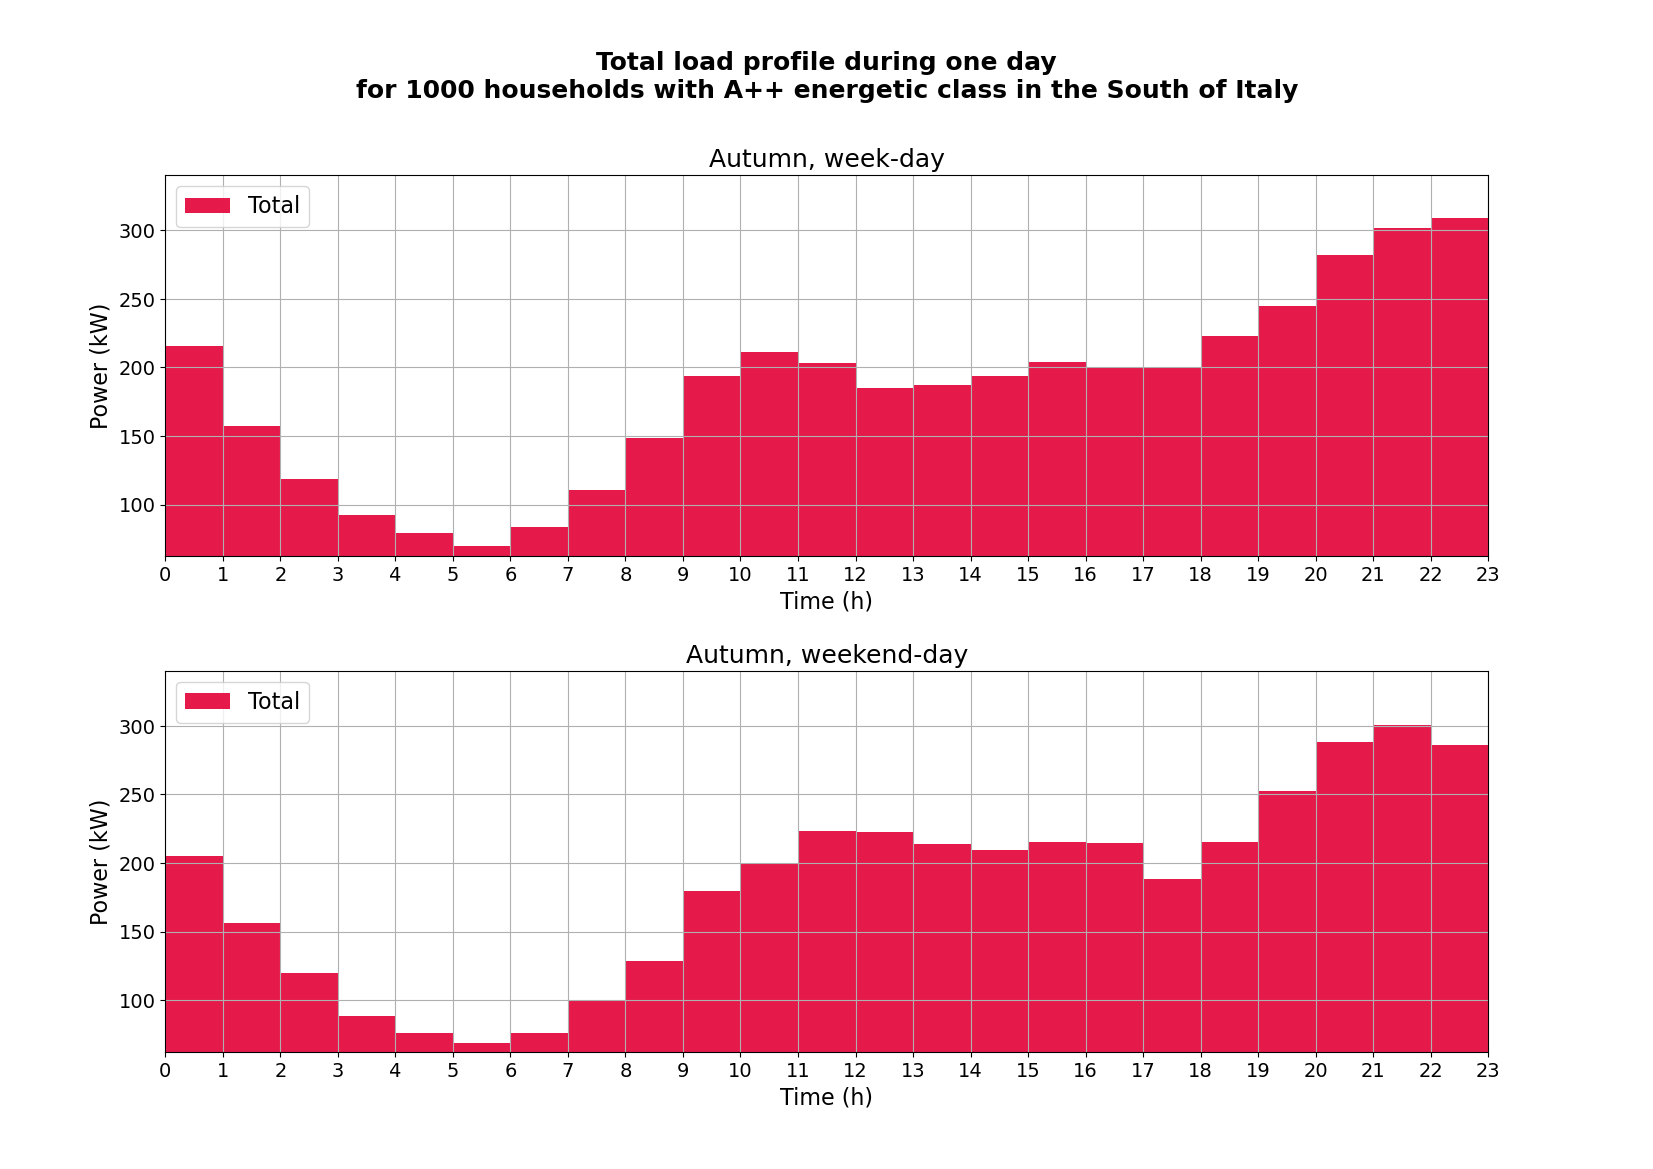 Total load profile during one day
for 1000 households with A++ energetic class in the South of Italy
Autumn, week-day
Total
300
250
200
150
100
Power (kW)
0 1 2 3 4 5 6 7 8 9 10 11 12 13 14 15 16 17 18 19 20 21 22 23
Time (h)
Autumn, weekend-day
Total
300
250
200
150
100
Power (kW)
0 1 2 3 4 5 6 7 8 9 10 11 12 13 14 15 16 17 18 19 20 21 22 23
Time (h)